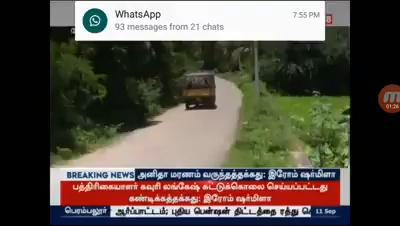 WhatsApp 7:55 PM
93 messages from 21 chats
01:26
BREAKING NEWS அனிதா மரணம் வருந்தத்தக்கது: இரோம் ஷர்மிளா
பத்திரிகையாளர் கவுரி லங்கேஷ் சுட்டுக்கொலை செய்யப்பட்டது
கண்டிக்கத்தக்கது: இரோம் ஷர்மிளா
பெரம்பலூர் ஆர்ப்பாட்டம்; புதிய பென்ஷன் திட்டத்தை ரத்து செ 11 Sep